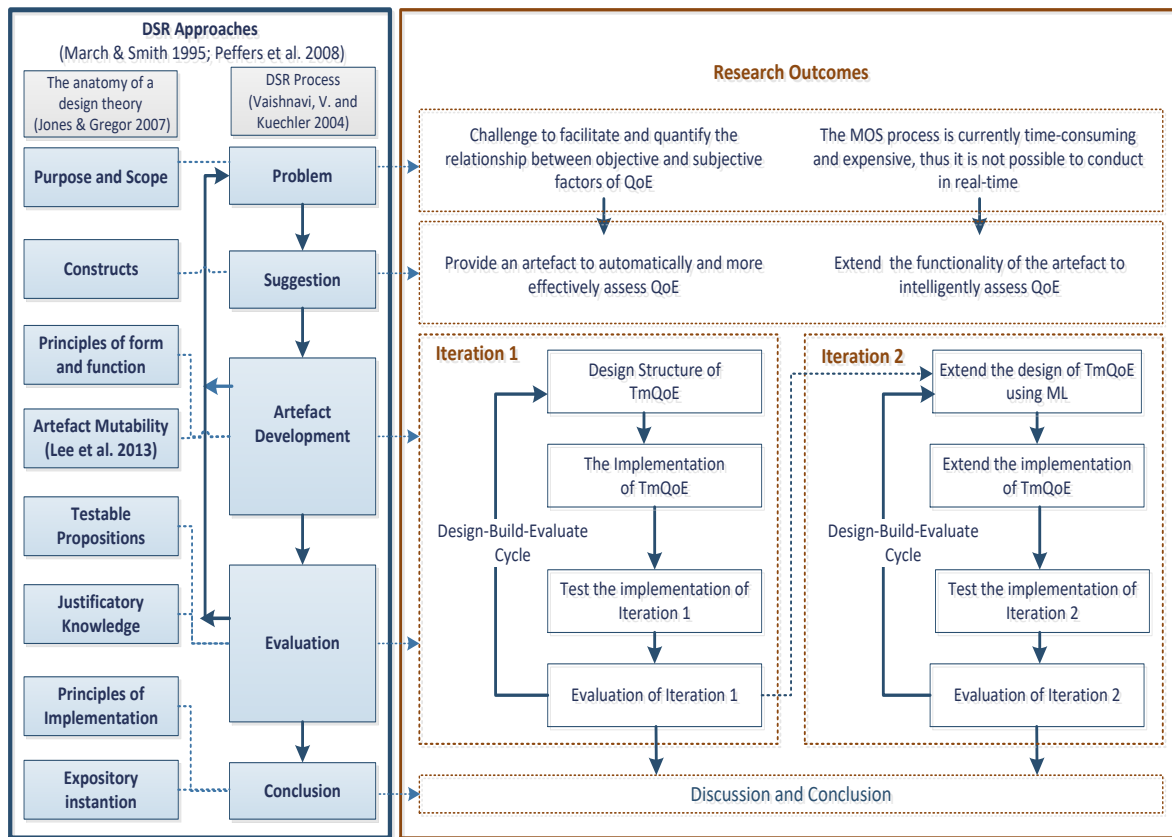 DSR Approaches
(March & Smith 1995; Peffers et al. 2008)
The anatomy of a
design theory
(Jones & Gregor 2007)
DSR Process
(Vaishnavi, V. and
Kuechler 2004)
Purpose and Scope
Constructs
Principles of form
and function
Artefact Mutability
(Lee et al. 2013)
Testable
Propositions
Justificatory
Knowledge
Principles of
Implementation
Expository
instantion
Problem
Suggestion
Artefact
Development
Evaluation
Conclusion
Research Outcomes
Challenge to facilitate and quantify the
relationship between objective and subjective
factors of QoE
The MOS process is currently time-consuming
and expensive, thus it is not possible to conduct
in real-time
Provide an artefact to automatically and more
effectively assess QoE
Extend the functionality of the artefact to
intelligently assess QoE
Iteration 1
Design Structure of
TmQoE
The Implementation
of TmQoE
Design-Build-Evaluate
Cycle
Test the implementation of
Iteration 1
Evaluation of Iteration 1
Iteration 2
Extend the design of TmQoE
using ML
Extend the implementation
of TmQoE
Design-Build-Evaluate
Cycle
Test the implementation of
Iteration 2
Evaluation of Iteration 2
Discussion and Conclusion